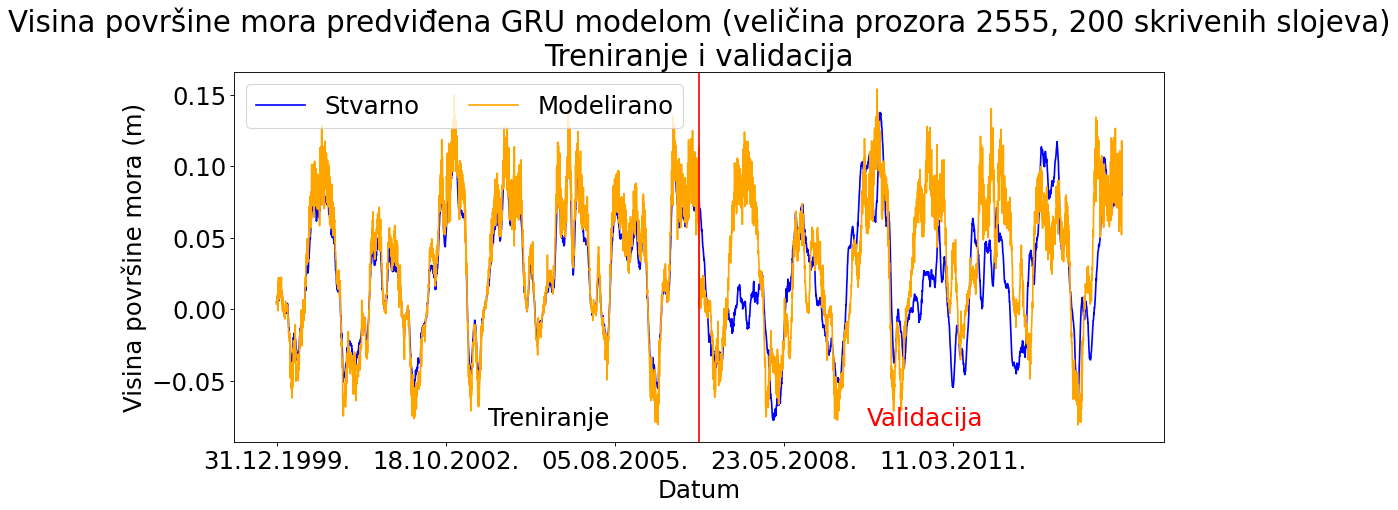 Visina površine mora predviđena GRU modelom (veličina prozora 2555, 200 skrivenih slojeva)
Treniranje i validacija
Stvarno Modelirano
Visina površine mora (m)
0.15
0.10
0.05
0.00
−0.05
Treniranje
Validacija
31.12.1999. 18.10.2002. 05.08.2005. 23.05.2008. 11.03.2011.
Datum